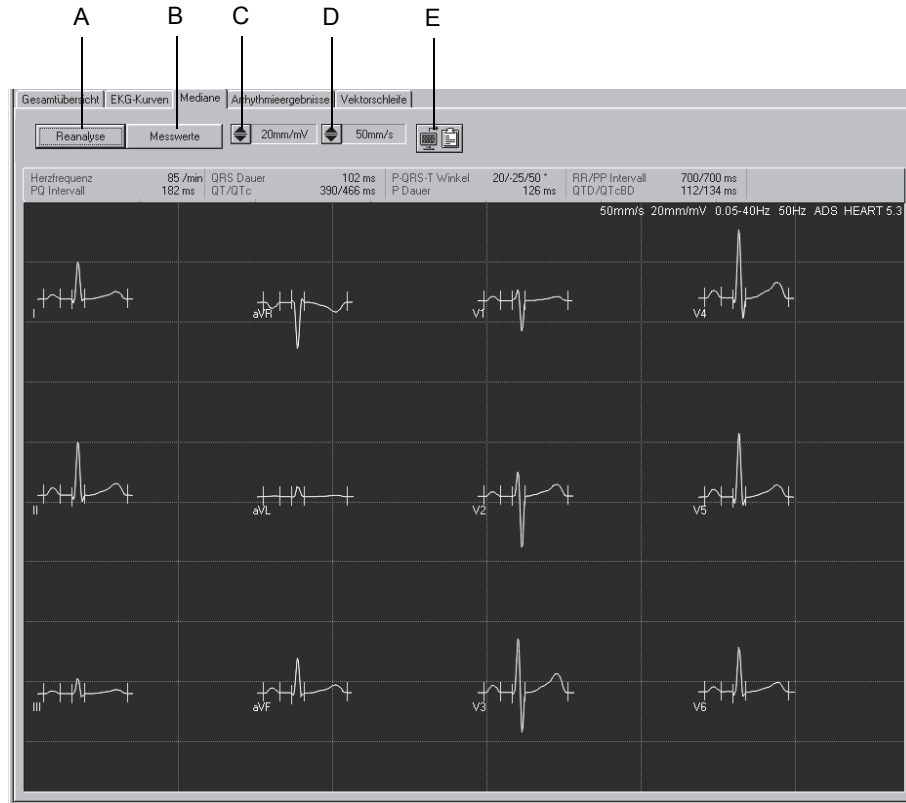 A B C D E
Gesamtübersicht EKG-Kurven Mediane Arrhythmieergebnisse Vektorschleife
Reanalyse Messwerte 20mm/mV 50mm/s
Herzfrequenz 85 /min QRS Dauer 102 ms P-QRS-T Winkel 20/-25/50 ° RR/PP Intervall 700/700 ms
PQ Intervall 182 ms QT/QTc 390/466 ms P Dauer 126 ms QTD/QTcBD 112/134 ms
50mm/s 20mm/mV 0.05-40Hz 50Hz ADS HEART 5.3
I aVR V1 V4
II aVL V2 V5
III aVF V3 V6